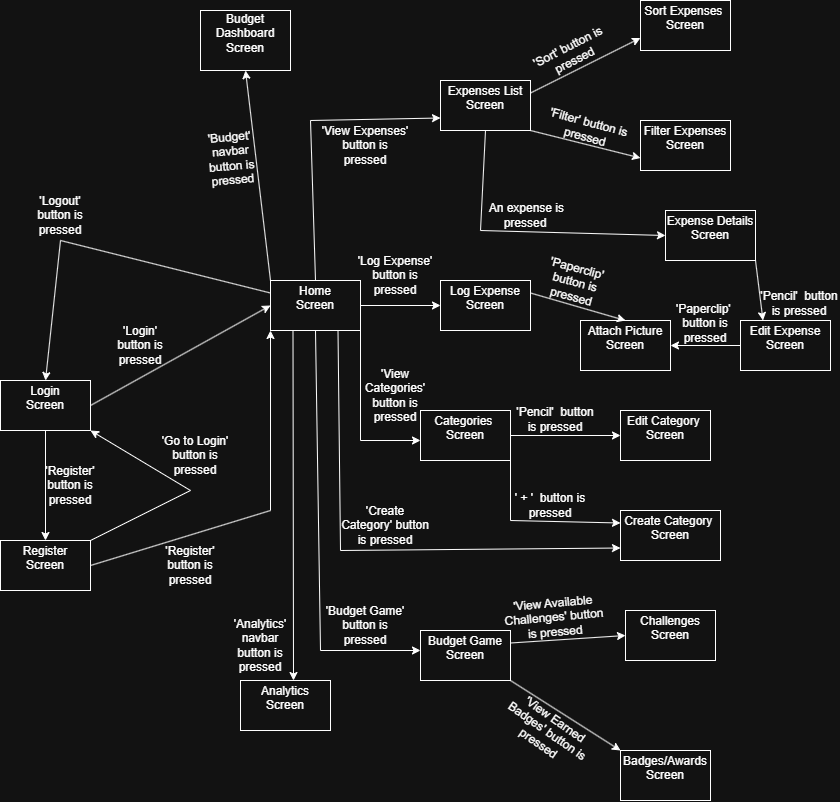 Budget
Dashboard
Screen
Sort Expenses
Screen
'Sort' button is
pressed
Expenses List
Screen
'Budget'
navbar
button is
pressed
'View Expenses'
button is
pressed
'Filter' button is
pressed
Filter Expenses
Screen
'Logout'
button is
pressed
An expense is
pressed
Expense Details
Screen
'Log Expense'
button is
pressed
'Paperclip'
button is
pressed
Home
Screen
Log Expense
Screen
'Pencil'  button
is pressed
'Paperclip'
button is
pressed
Attach Picture
Screen
Edit Expense
Screen
'Login'
button is
pressed
Login
Screen
'View
Categories'
button is
pressed
Categories
Screen
'Pencil'  button
is pressed
Edit Category
Screen
'Go to Login'
button is
pressed
'Register'
button is
pressed
' + '  button is
pressed
'Create
Category' button
is pressed
Create Category
Screen
Register
Screen
'Register'
button is
pressed
'Analytics'
navbar
button is
pressed
'Budget Game'
button is
pressed
'View Available
Challenges' button
is pressed
Challenges
Screen
Budget Game
Screen
Analytics
Screen
'View Earned
Badges' button is
pressed
Badges/Awards
Screen